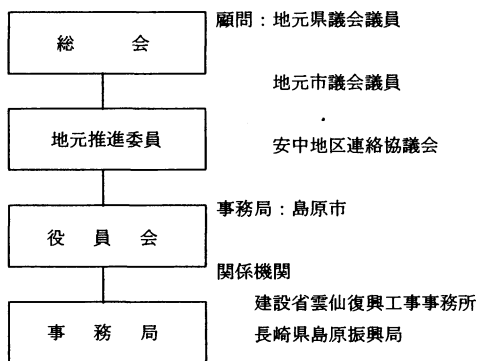 顧問：地元県議会議員
総会
地元市議会議員
地元推進委員
安中地区連絡協議会
事務局：島原市
役員会
関係機関
建設省雲仙復興工事事務所
事務局
長崎県島原振興局